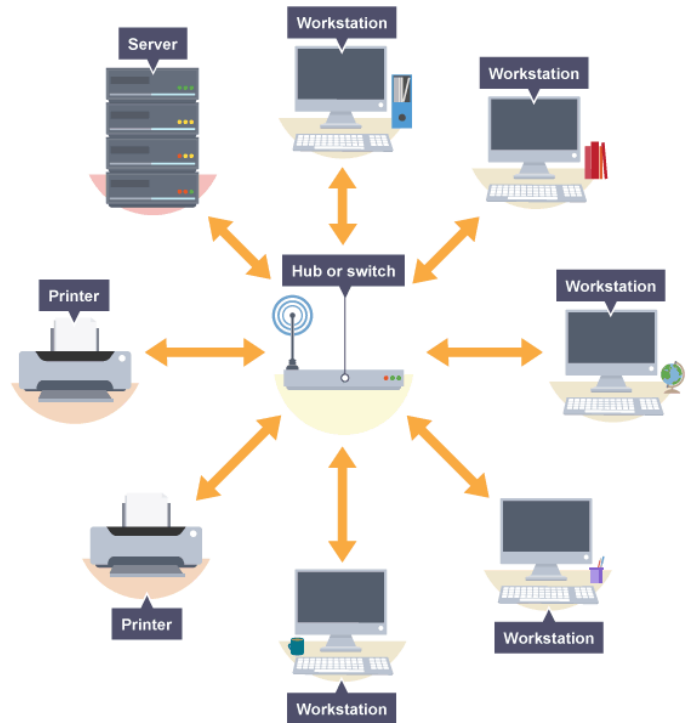 Workstation
Server
Workstation
Hub or switch
Printer
Workstation
Printer
Workstation
Workstation